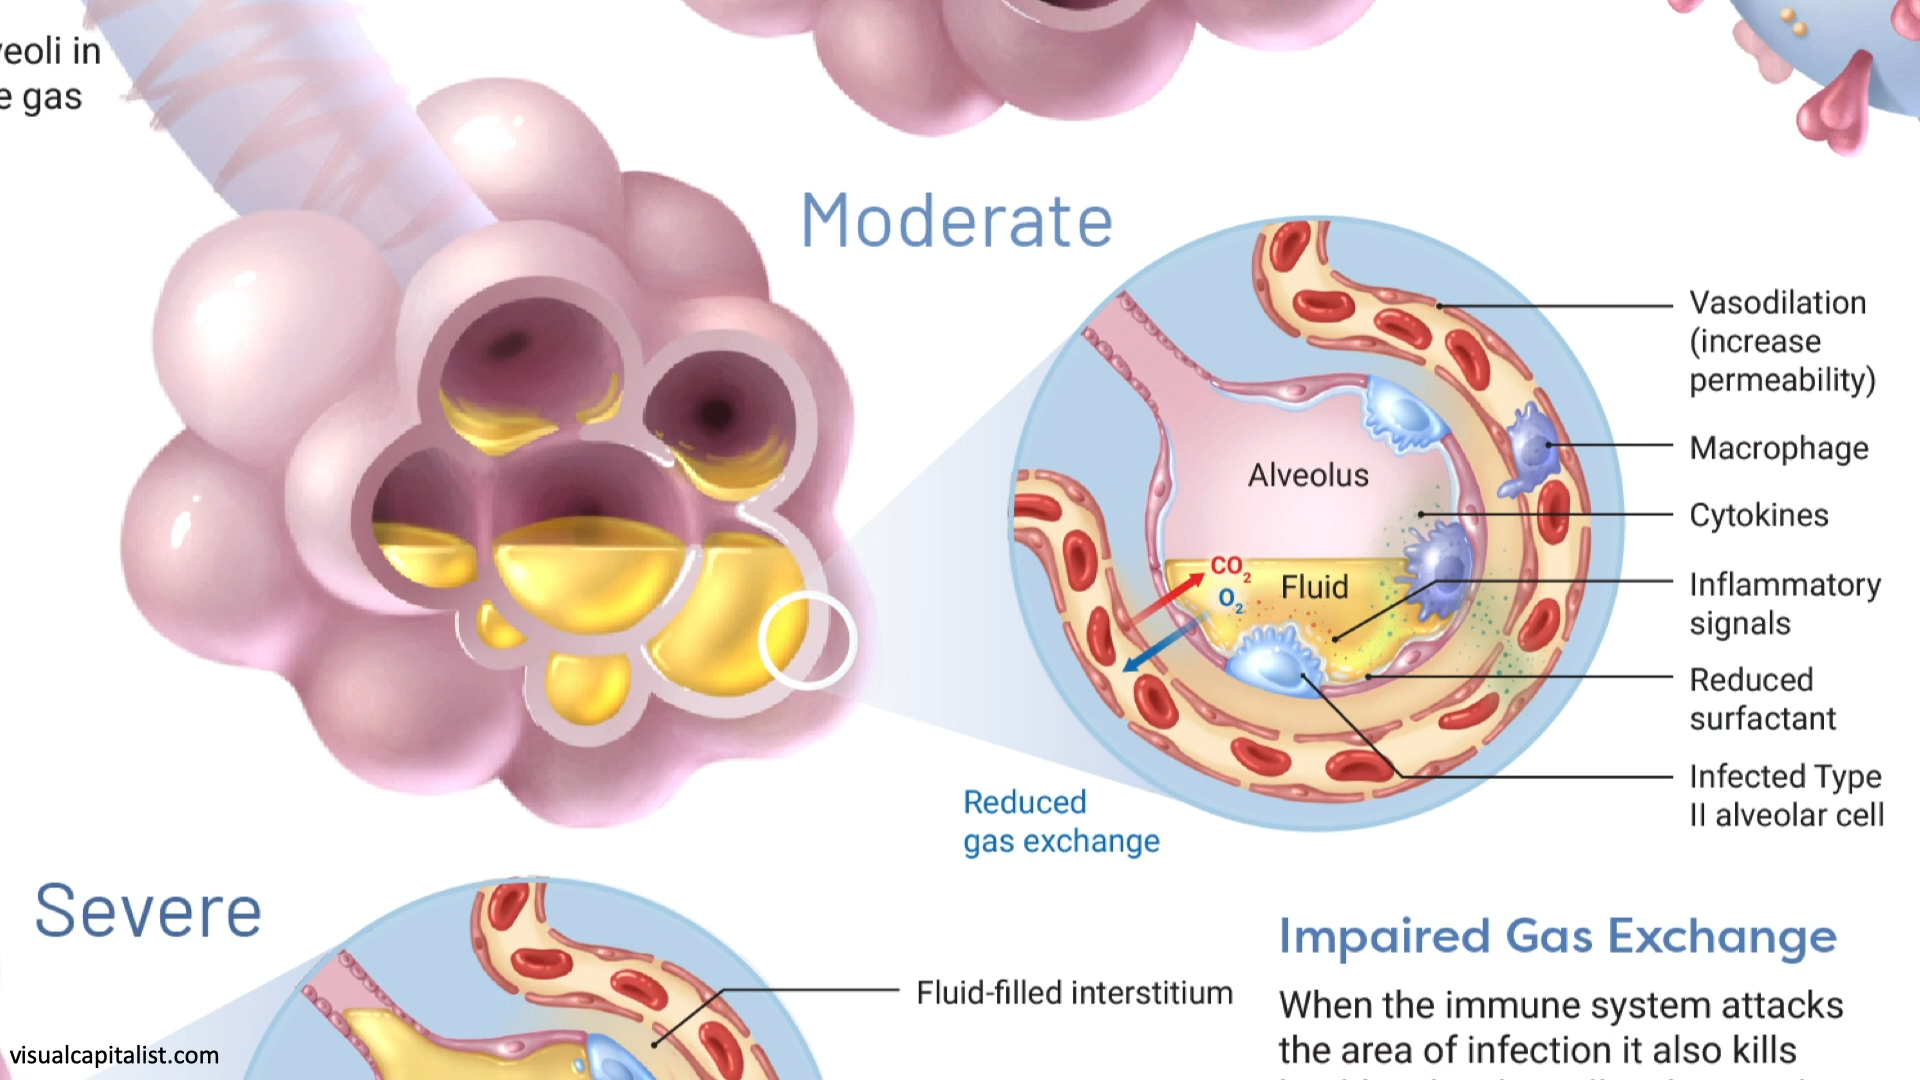 veoli in
e gas
Moderate
Vasodilation
(increase
permeability)
Macrophage
Alveolus
Cytokines
CO2
Fluid
O2
Inflammatory
signals
Reduced
surfactant
Infected Type
II alveolar cell
Reduced
gas exchange
Severe
Fluid-filled interstitium
Impaired Gas Exchange
When the immune system attacks
the area of infection it also kills
visualcapitalist.com